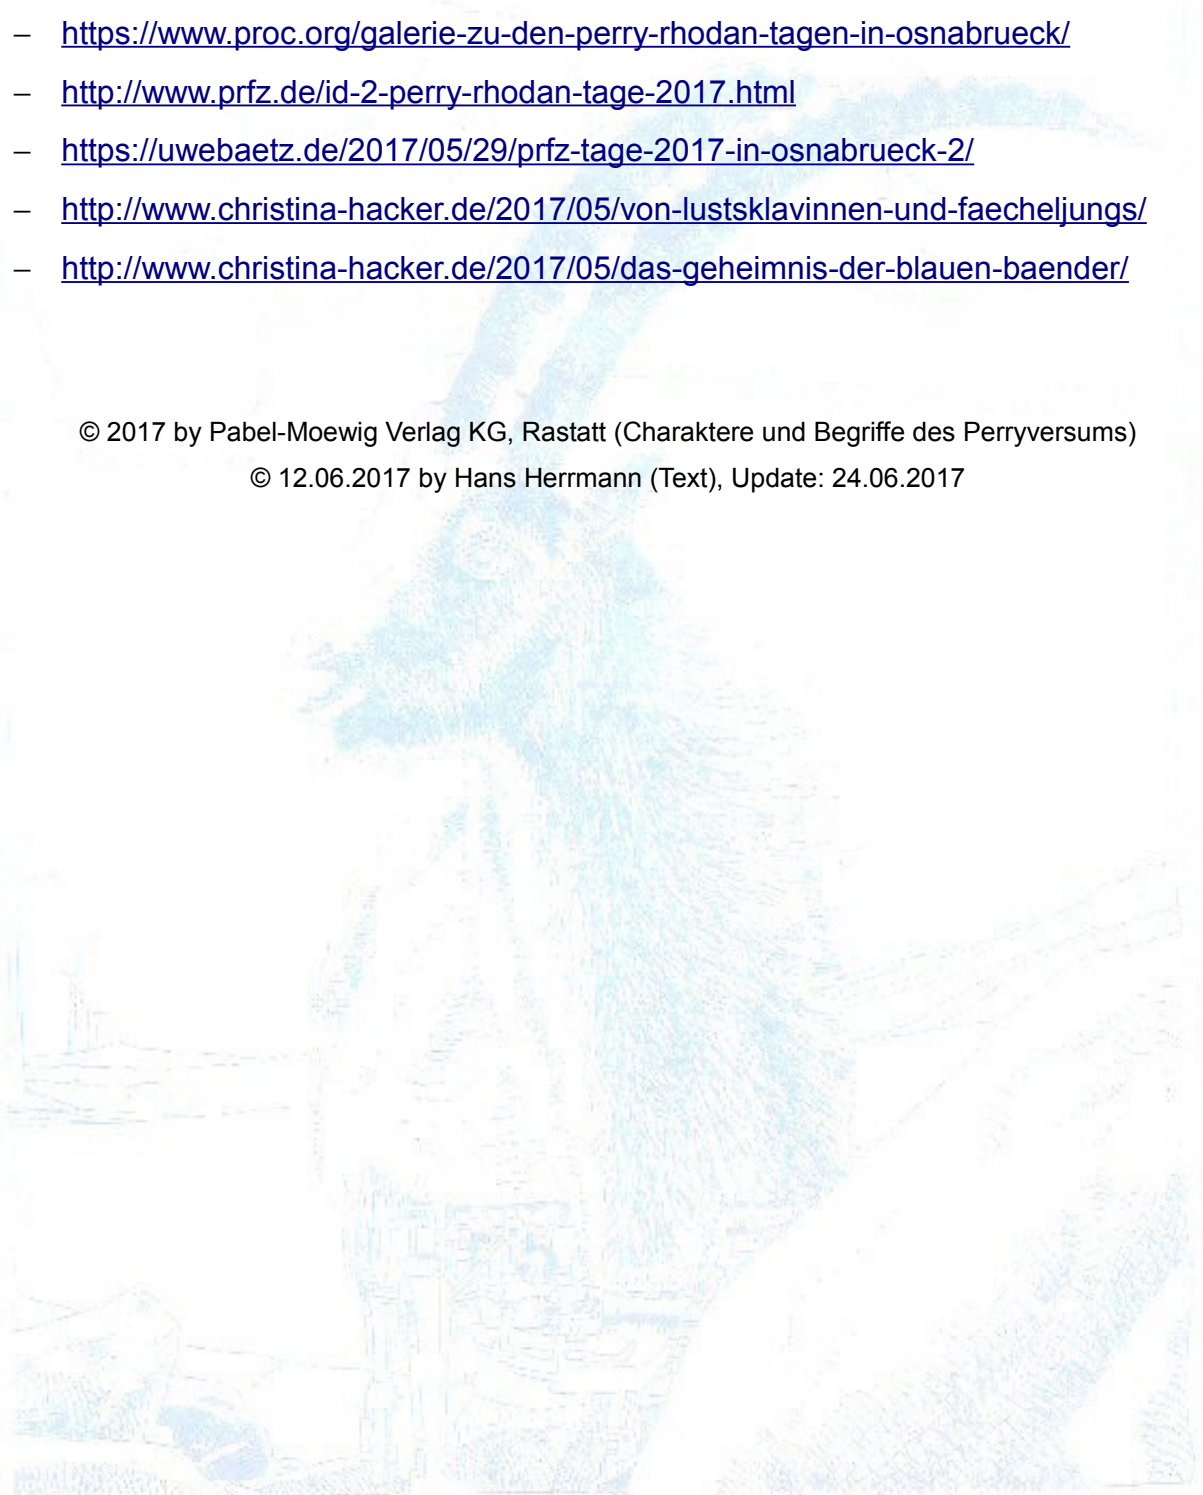 – https://www.proc.org/galerie-zu-den-perry-rhodan-tagen-in-osnabrueck/
– http://www.prfz.de/id-2-perry-rhodan-tage-2017.html
– https://uwebaetz.de/2017/05/29/prfz-tage-2017-in-osnabrueck-2/
– http://www.christina-hacker.de/2017/05/von-lustsklavinnen-und-faecheljungs/
– http://www.christina-hacker.de/2017/05/das-geheimnis-der-blauen-baender/
© 2017 by Pabel-Moewig Verlag KG, Rastatt (Charaktere und Begriffe des Perryversums)
© 12.06.2017 by Hans Herrmann (Text), Update: 24.06.2017